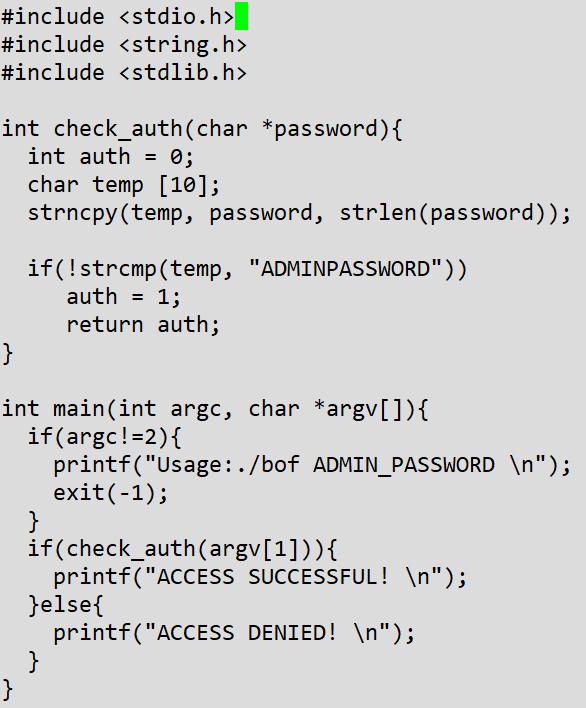 #include <stdio.h>
#include <string.h>
#include <stdlib.h>

int check_auth(char *password){
  int auth = 0;
  char temp [10];
  strncpy(temp, password, strlen(password));

  if(!strcmp(temp, "ADMINPASSWORD"))
     auth = 1;
     return auth;
}

int main(int argc, char *argv[]){
  if(argc!=2){
    printf("Usage:./bof ADMIN_PASSWORD \n");
    exit(-1);
  }
  if(check_auth(argv[1])){
    printf("ACCESS SUCCESSFUL! \n");
  }else{
    printf("ACCESS DENIED! \n");
  }
}